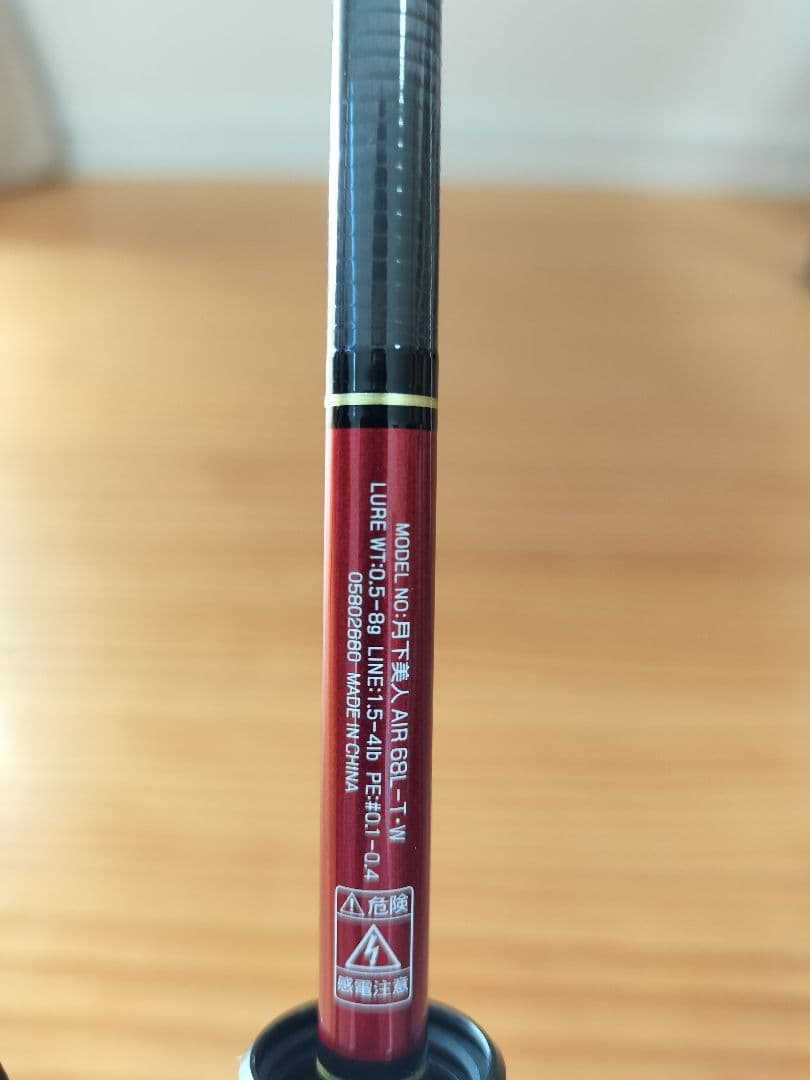 MODEL NO:月下美人 AIR 68L-T・W
LURE WT:0.5-8g LINE:1.5-4lb PE:#0.1-0.4
05802660 MADE IN CHINA
⚠危険
感電注意